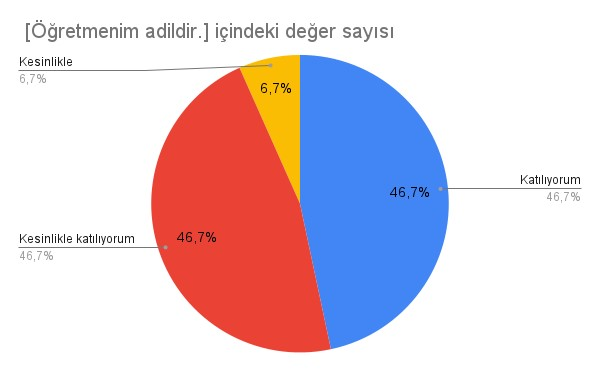 [Öğretmenim adildir.] içindeki değer sayısı
Kesinlikle
6,7%
6,7%
Katılıyorum
46,7%
46,7%
Kesinlikle katılıyorum
46,7%
46,7%